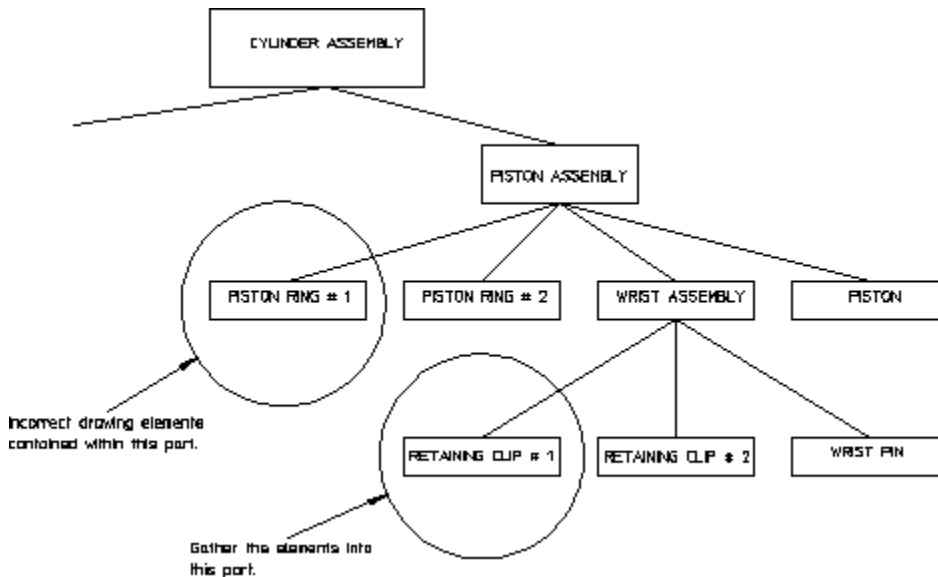 CYLINDER ASSEMBLY
PISTON ASSEMBLY
PISTON RING # 1
PISTON RING # 2
WRIST ASSEMBLY
PISTON
Incorrect drawing elements
contained within this part.
RETAINING CLIP # 1
RETAINING CLIP # 2
WRIST PIN
Gather the elements into
this part.